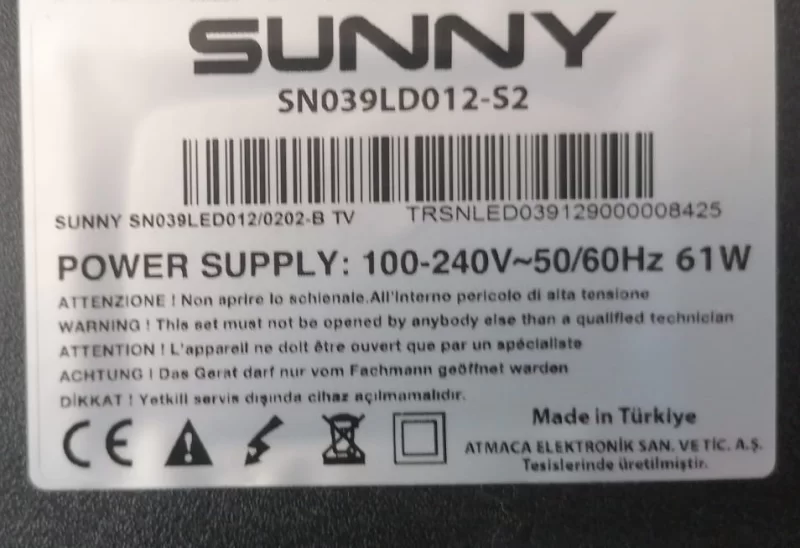 SUNNY
SN039LD012-S2
SUNNY SN039LED012/0202-B TV
TRSNLED039129000008425
POWER SUPPLY: 100-240V~50/60Hz 61W
ATTENZIONE ! Non aprire lo schienale.All'interno pericolo di alta tensione
WARNING ! This set must not be opened by anybody else than a qualified technician
ATTENTION ! L'appareil ne doit être ouvert que par un spécialiste
ACHTUNG ! Das Gerat darf nur vom Fachmann geöffnet warden
DİKKAT ! Yetkili servis dışında cihaz açılmamalıdır.
CE
Made in Türkiye
ATMACA ELEKTRONİK SAN. VE TİC. A.Ş.
Tesislerinde üretilmiştir.